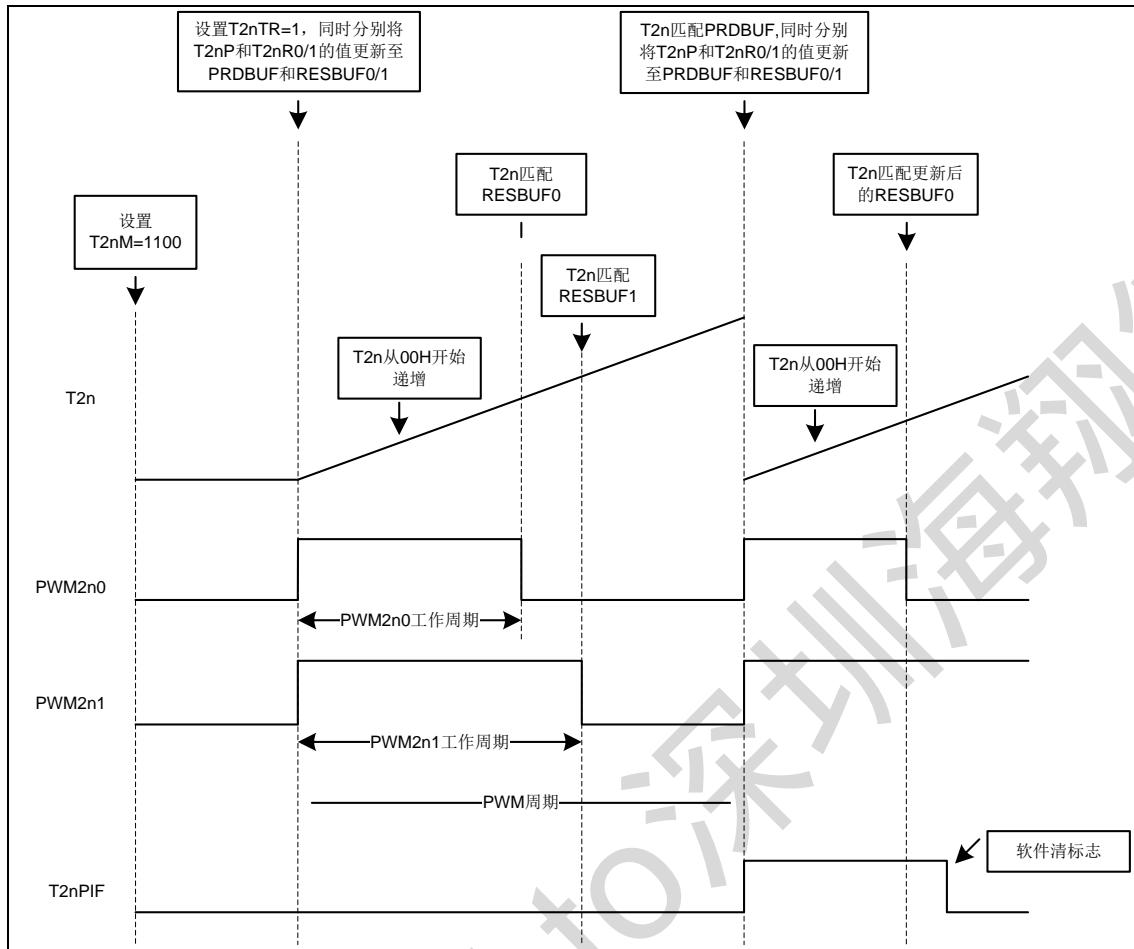 设置T2nTR=1，同时分别将
T2nP和T2nR0/1的值更新至
PRDBUF和RESBUF0/1
T2n匹配PRDBUF,同时分别
将T2nP和T2nR0/1的值更新
至PRDBUF和RESBUF0/1
T2n匹配
RESBUF0
T2n匹配更新后
的RESBUF0
设置
T2nM=1100
T2n匹配
RESBUF1
T2n从00H开始
递增
T2n从00H开始
递增
T2n
PWM2n0
PWM2n0工作周期
PWM2n1
PWM2n1工作周期
PWM周期
软件清标志
T2nPIF
to深圳海翔